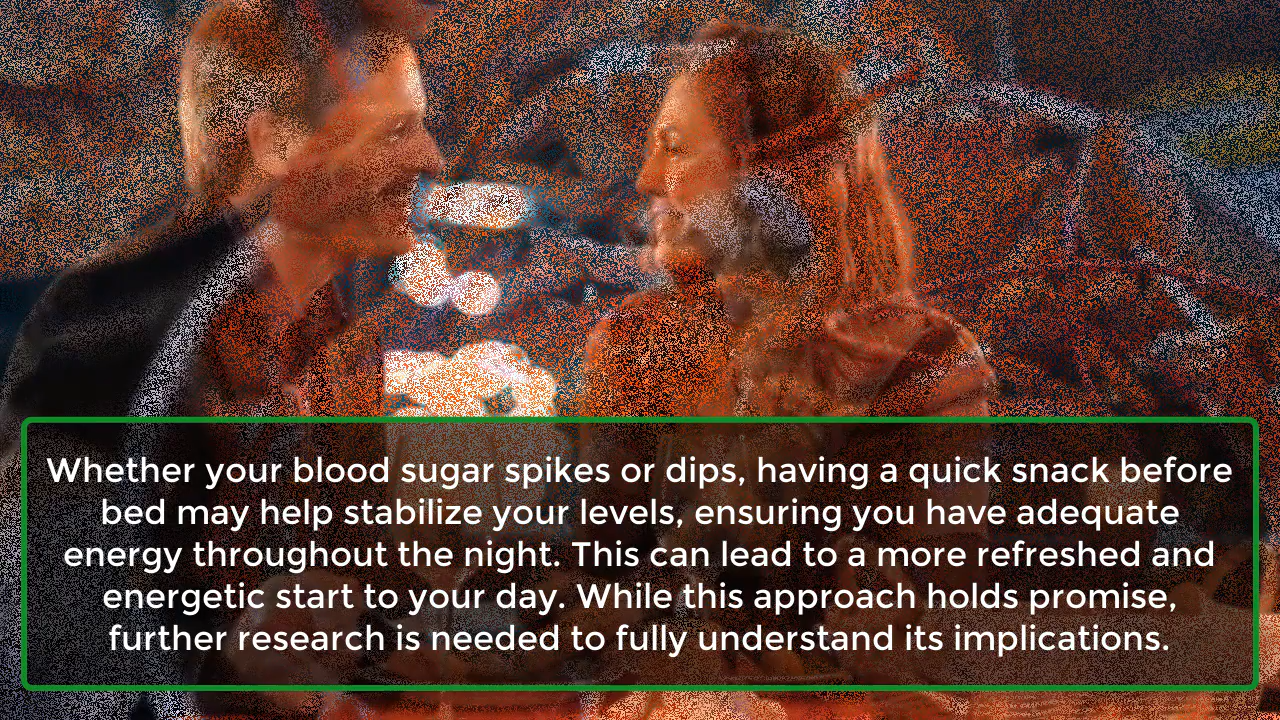 Whether your blood sugar spikes or dips, having a quick snack before
bed may help stabilize your levels, ensuring you have adequate
energy throughout the night. This can lead to a more refreshed and
energetic start to your day. While this approach holds promise,
further research is needed to fully understand its implications.